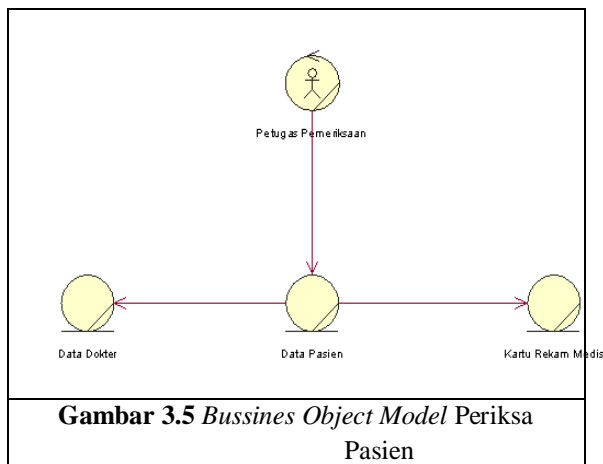 Petugas Pemeriksaan
Data Dokter Data Pasien Kartu Rekam Medis
Gambar 3.5 Bussines Object Model Periksa
Pasien